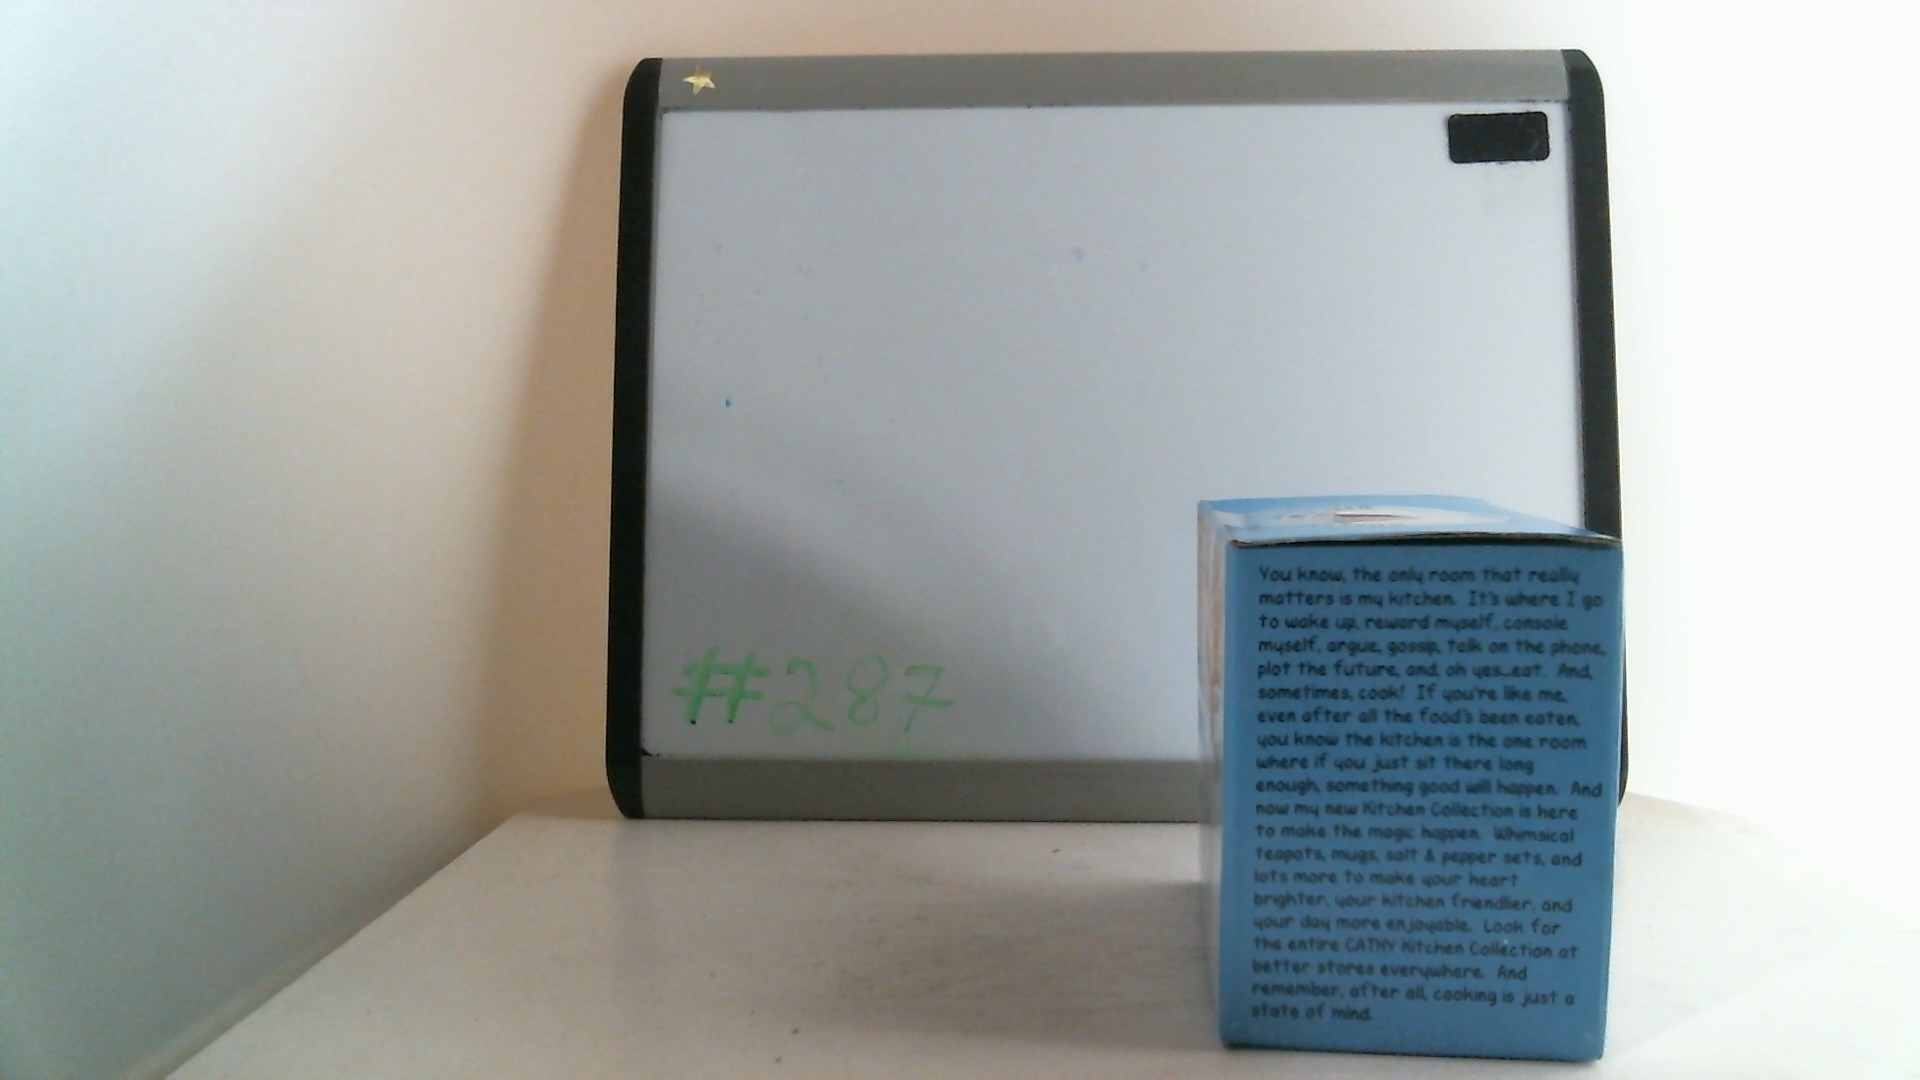 #287
You know, the only room that really
matters is my kitchen. It's where I go
to wake up, reward myself, console
myself, argue, gossip, talk on the phone,
plot the future, and, oh yes...eat. And,
sometimes, cook! If you're like me,
even after all the food's been eaten,
you know the kitchen is the one room
where if you just sit there long
enough, something good will happen. And
now my new Kitchen Collection is here
to make the magic happen. Whimsical
teapots, mugs, salt & pepper sets, and
lots more to make your heart
brighter, your kitchen friendlier, and
your day more enjoyable. Look for
the entire CATHY Kitchen Collection at
better stores everywhere. And
remember, after all, cooking is just a
state of mind.